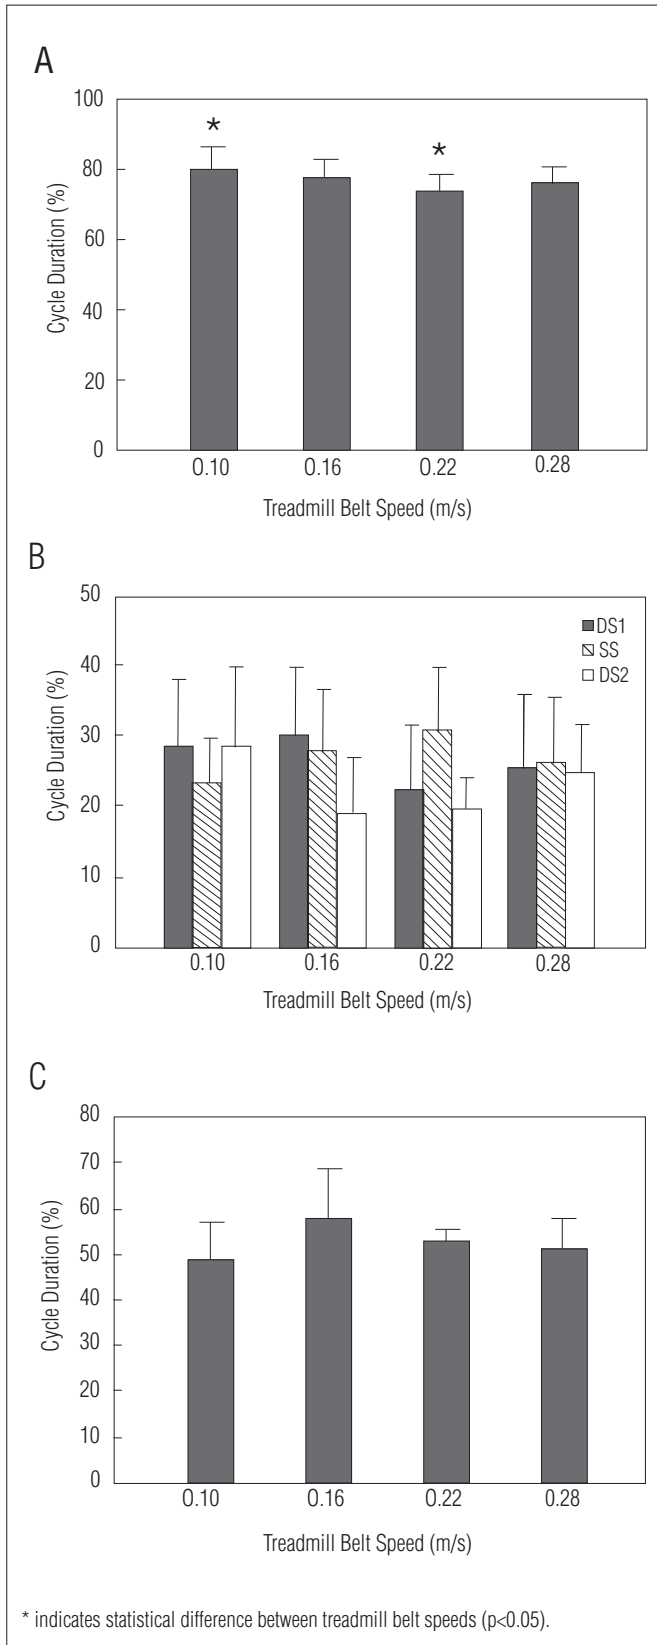 A
100
80
60
40
20
0
Cycle Duration (%)
*
*
0.10 0.16 0.22 0.28
Treadmill Belt Speed (m/s)
B
50
40
30
20
10
0
Cycle Duration (%)
DS1
SS
DS2
0.10 0.16 0.22 0.28
Treadmill Belt Speed (m/s)
C
80
70
60
50
40
30
20
10
0
Cycle Duration (%)
0.10 0.16 0.22 0.28
Treadmill Belt Speed (m/s)
* indicates statistical difference between treadmill belt speeds (p<0.05).